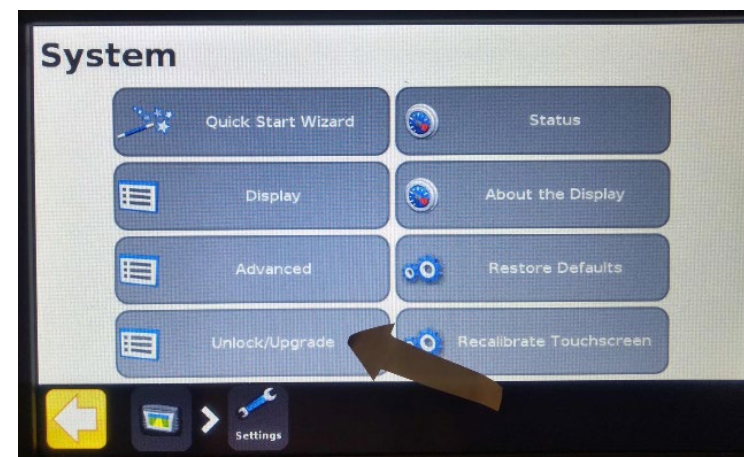 System
Quick Start Wizard
Status
Display
About the Display
Advanced
Restore Defaults
Unlock/Upgrade
Recalibrate Touchscreen
Settings